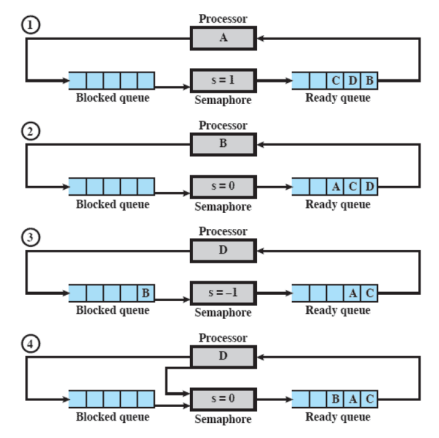 1
Processor
A
s = 1
C D B
Blocked queue
Semaphore
Ready queue
2
Processor
B
s = 0
A C D
Blocked queue
Semaphore
Ready queue
3
Processor
D
B
s = –1
A C
Blocked queue
Semaphore
Ready queue
4
Processor
D
s = 0
B A C
Blocked queue
Semaphore
Ready queue